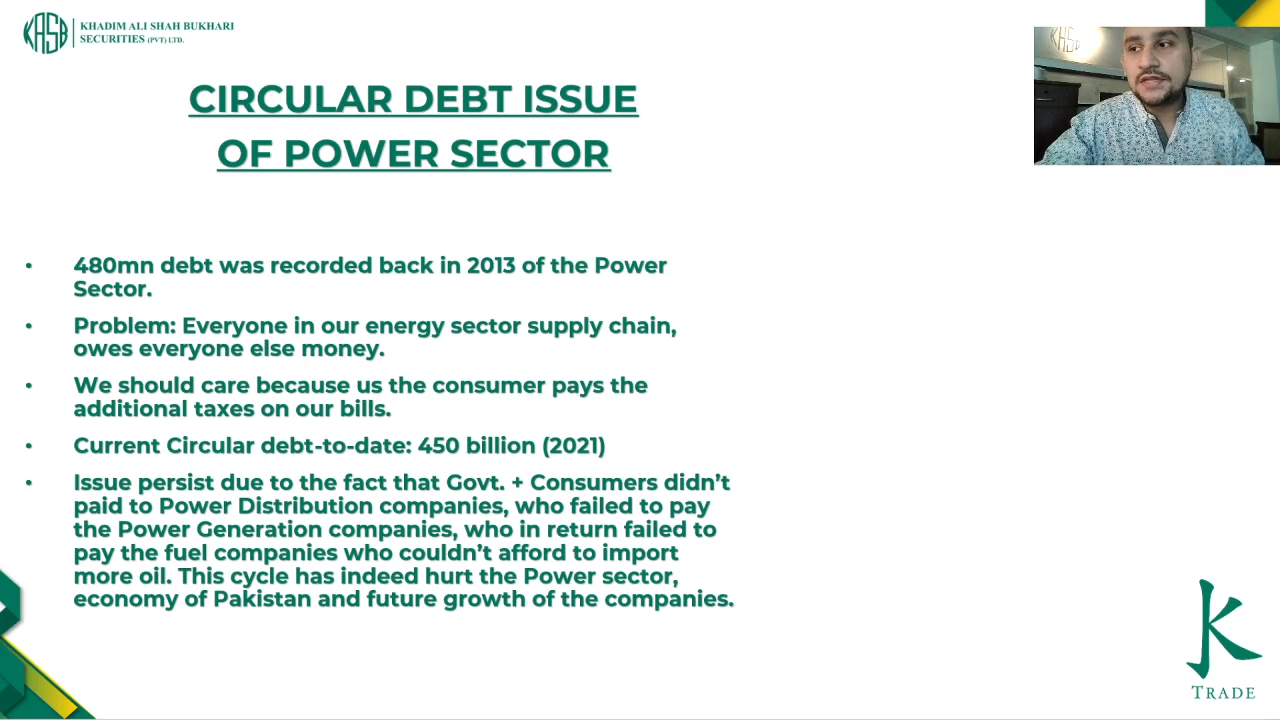 KHADIM ALI SHAH BUKHARI
SECURITIES (PVT) LTD.
KASB
CIRCULAR DEBT ISSUE
OF POWER SECTOR
• 480mn debt was recorded back in 2013 of the Power
Sector.
• Problem: Everyone in our energy sector supply chain,
owes everyone else money.
• We should care because us the consumer pays the
additional taxes on our bills.
• Current Circular debt-to-date: 450 billion (2021)
• Issue persist due to the fact that Govt. + Consumers didn’t
paid to Power Distribution companies, who failed to pay
the Power Generation companies, who in return failed to
pay the fuel companies who couldn’t afford to import
more oil. This cycle has indeed hurt the Power sector,
economy of Pakistan and future growth of the companies.
K
TRADE